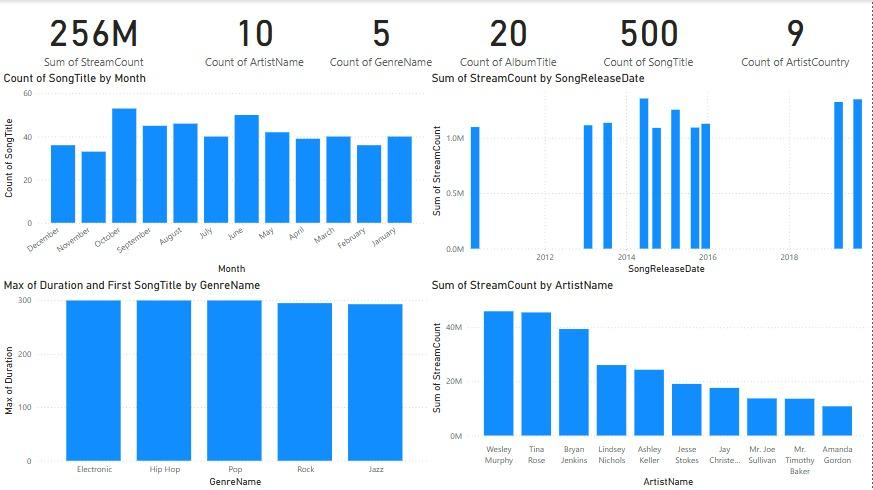 256M
10
5
20
500
9
Sum of StreamCount
Count of ArtistName
Count of GenreName
Count of AlbumTitle
Count of SongTitle
Count of ArtistCountry
Count of SongTitle by Month
Count of SongTitle
60
40
20
0
December
November
October
September
August
July
June
May
April
March
February
January
Month
Sum of StreamCount by SongReleaseDate
Sum of StreamCount
1.0M
0.5M
0.0M
2012
2014
2016
2018
SongReleaseDate
Max of Duration and First SongTitle by GenreName
Max of Duration
300
200
100
0
Electronic
Hip Hop
Pop
Rock
Jazz
GenreName
Sum of StreamCount by ArtistName
Sum of StreamCount
40M
20M
0M
Wesley
Murphy
Tina
Rose
Bryan
Jenkins
Lindsey
Nichols
Ashley
Keller
Jesse
Stokes
Jay
Christe...
Mr. Joe
Sullivan
Mr.
Timothy
Baker
Amanda
Gordon
ArtistName